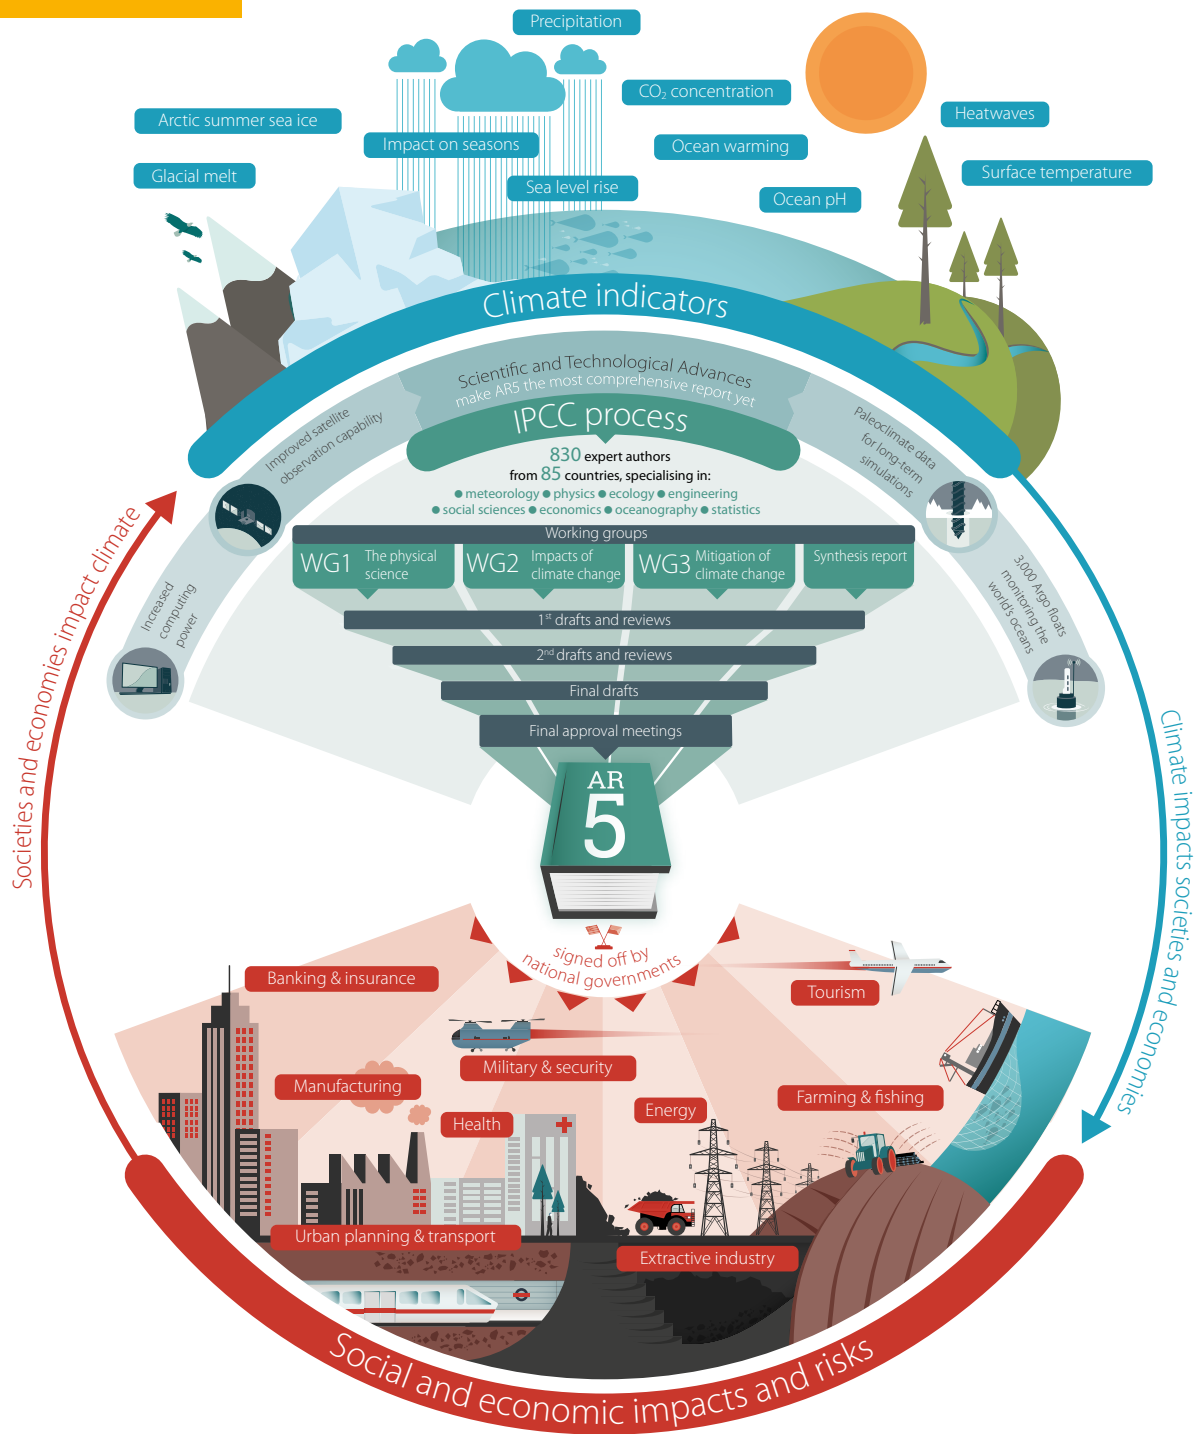 Precipitation
CO₂ concentration
Heatwaves
Arctic summer sea ice
Impact on seasons
Ocean warming
Surface temperature
Glacial melt
Sea level rise
Ocean pH
Climate indicators
Scientific and Technological Advances
make AR5 the most comprehensive report yet
IPCC process
Improved satellite
observation capability
Paleoclimate data
for long-term
simulations
830 expert authors
from 85 countries, specialising in:
● meteorology ● physics ● ecology ● engineering
● social sciences ● economics ● oceanography ● statistics
Working groups
WG1 The physical
science
WG2 Impacts of
climate change
WG3 Mitigation of
climate change
Synthesis report
Increased
computing
power
3,000 Argo floats
monitoring the
world's oceans
1st drafts and reviews
2nd drafts and reviews
Final drafts
Final approval meetings
AR
5
Societies and economies impact climate
Climate impacts societies and economies
signed off by
national governments
Banking & insurance
Tourism
Military & security
Manufacturing
Farming & fishing
Energy
Health
Urban planning & transport
Extractive industry
Social and economic impacts and risks